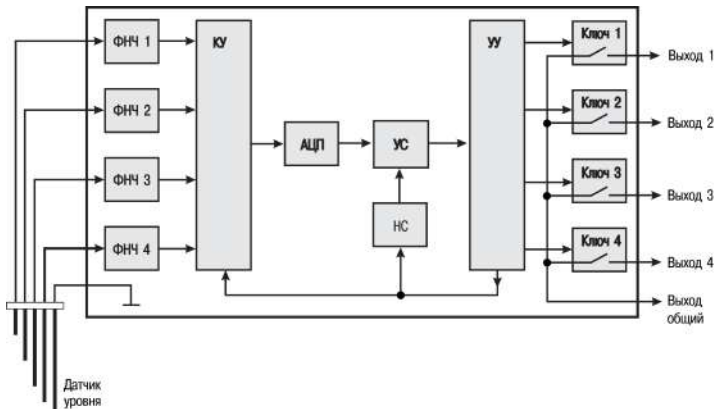 ФНЧ 1
КУ
УУ
Ключ 1
Выход 1
ФНЧ 2
Ключ 2
Выход 2
АЦП
УС
ФНЧ 3
Ключ 3
Выход 3
НС
ФНЧ 4
Ключ 4
Выход 4
Выход
общий
Датчик
уровня